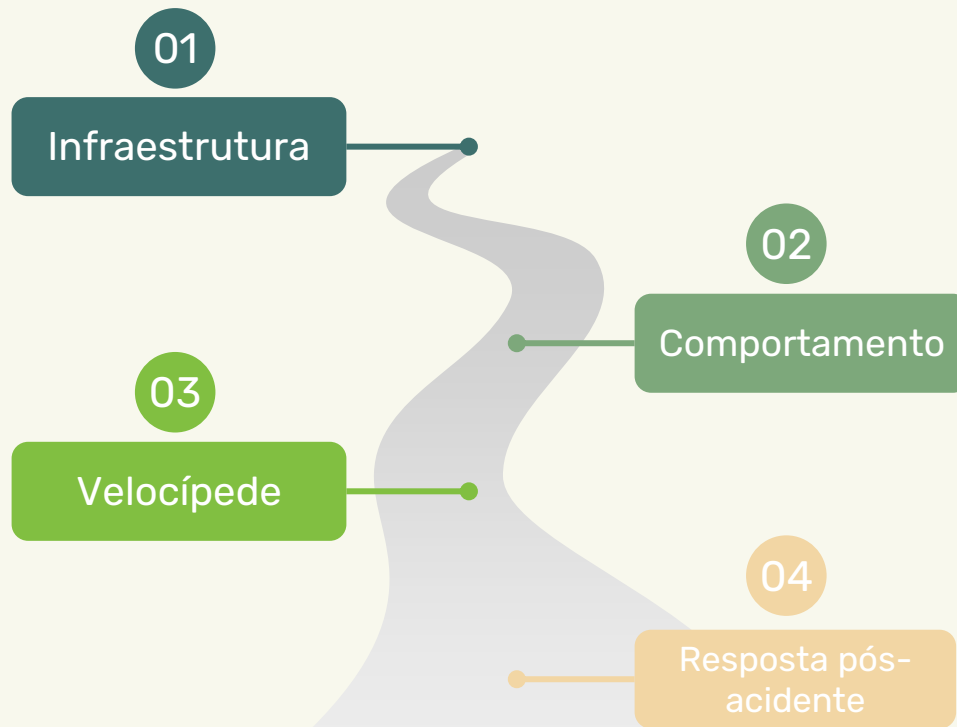 01
Infraestrutura
02
Comportamento
03
Velocípede
04
Resposta pós-
acidente